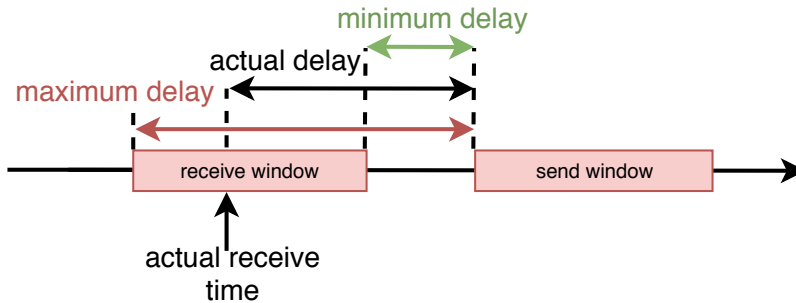 minimum delay
actual delay
maximum delay
receive window
send window
actual receive
time